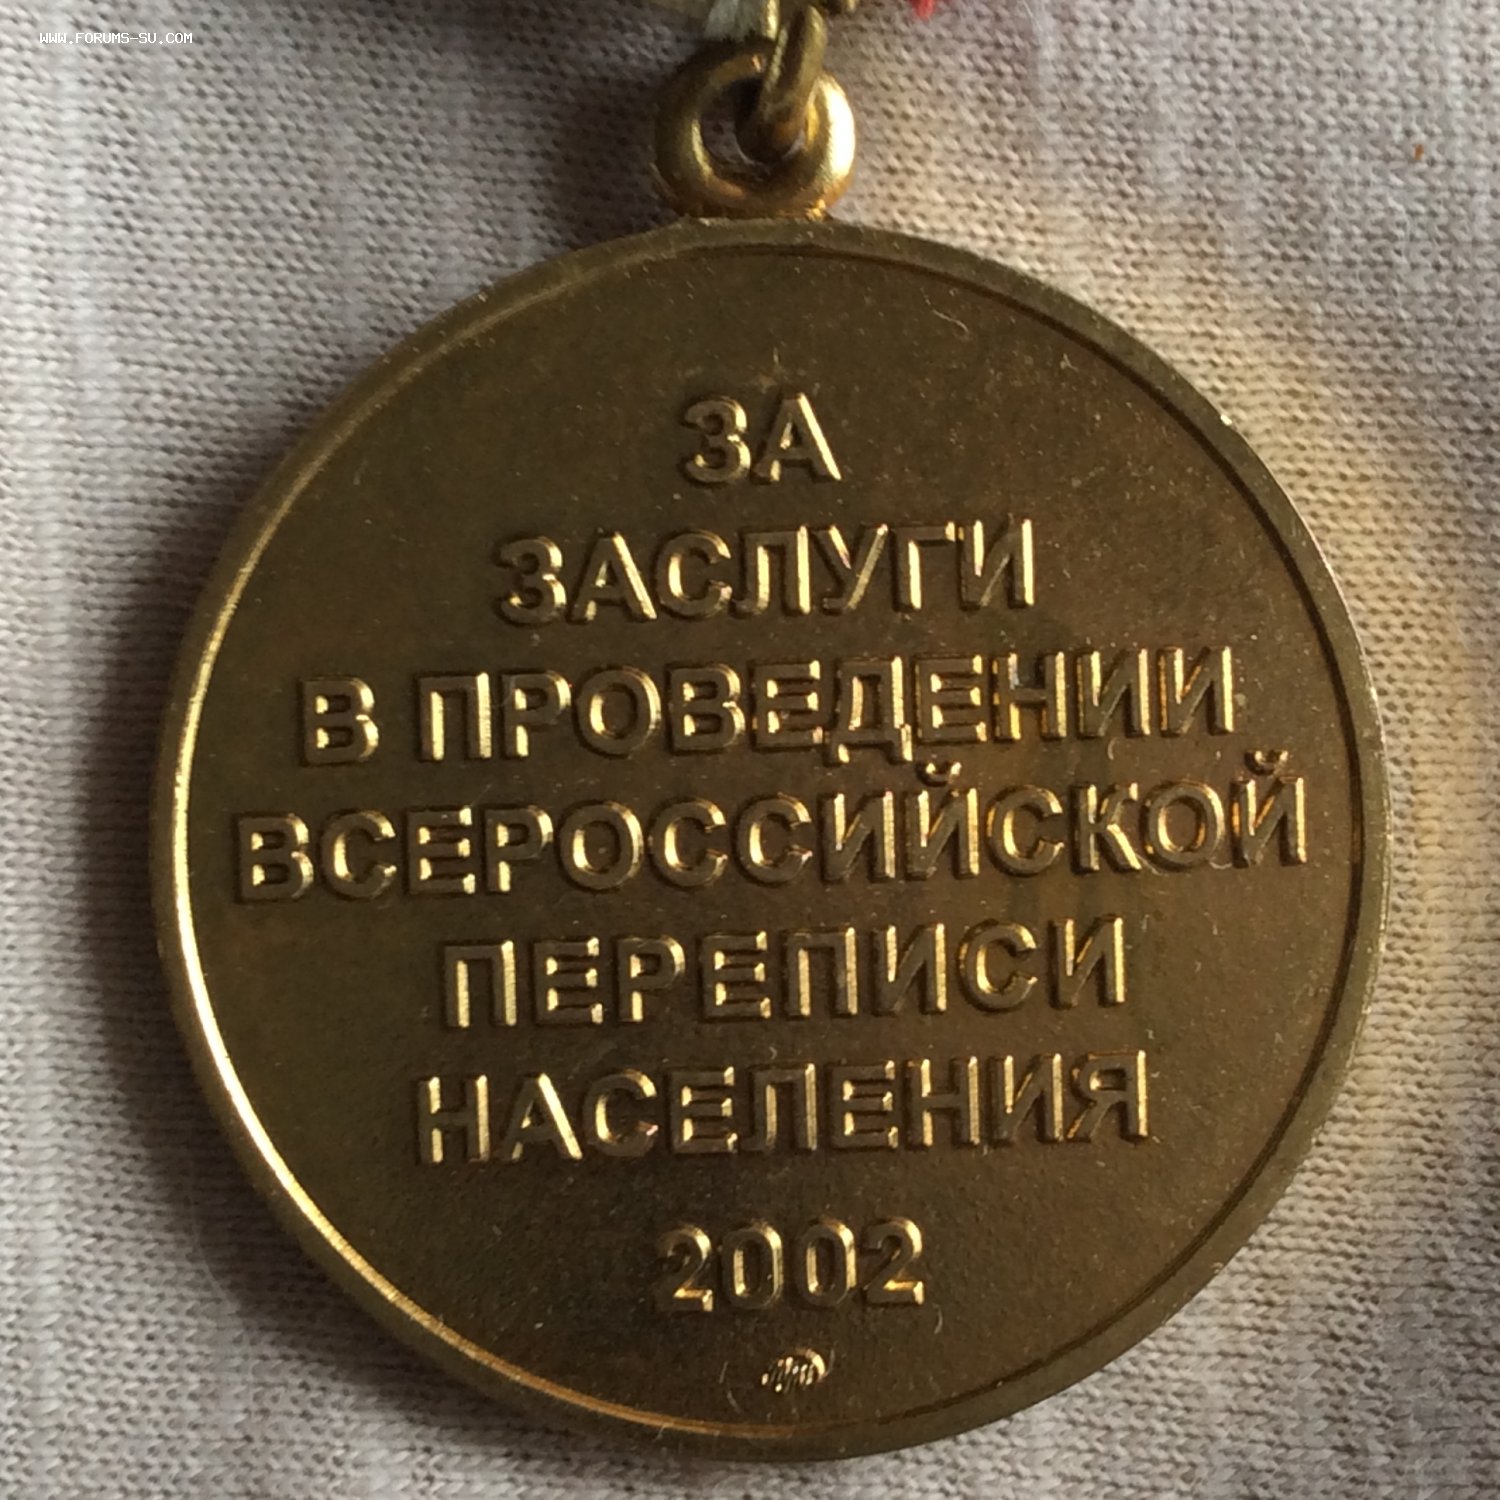 WWW.FORUMS-SU.COM
ЗА
ЗАСЛУГИ
В ПРОВЕДЕНИИ
ВСЕРОССИЙСКОЙ
ПЕРЕПИСИ
НАСЕЛЕНИЯ
2002